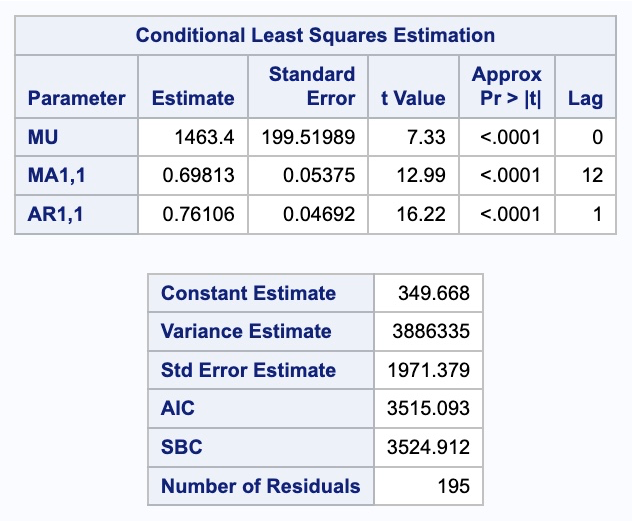 Conditional Least Squares Estimation
Parameter Estimate Standard Error t Value Approx Pr > |t| Lag
MU 1463.4 199.51989 7.33 <.0001 0
MA1,1 0.69813 0.05375 12.99 <.0001 12
AR1,1 0.76106 0.04692 16.22 <.0001 1
Constant Estimate 349.668
Variance Estimate 3886335
Std Error Estimate 1971.379
AIC 3515.093
SBC 3524.912
Number of Residuals 195